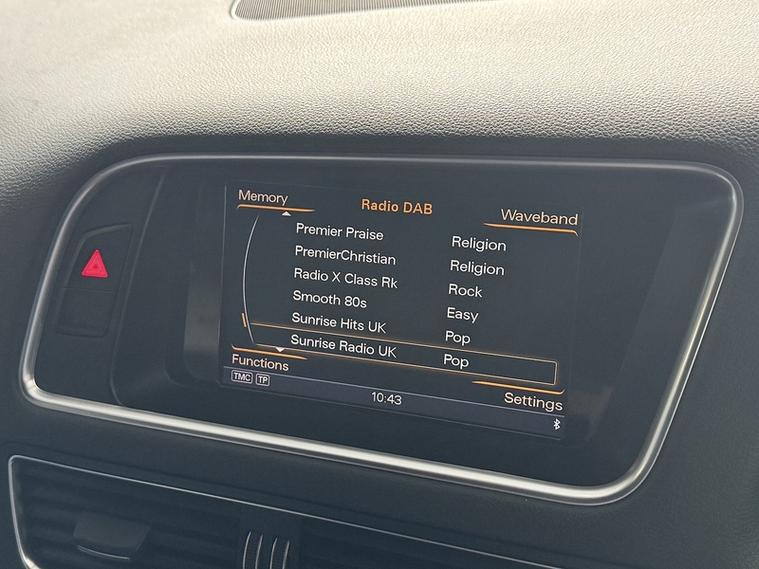 Memory
Radio DAB
Waveband
Premier Praise Religion
PremierChristian Religion
Radio X Class Rk Rock
Smooth 80s Easy
Sunrise Hits UK Pop
Sunrise Radio UK Pop
Functions
Settings
TMC TP
10:43